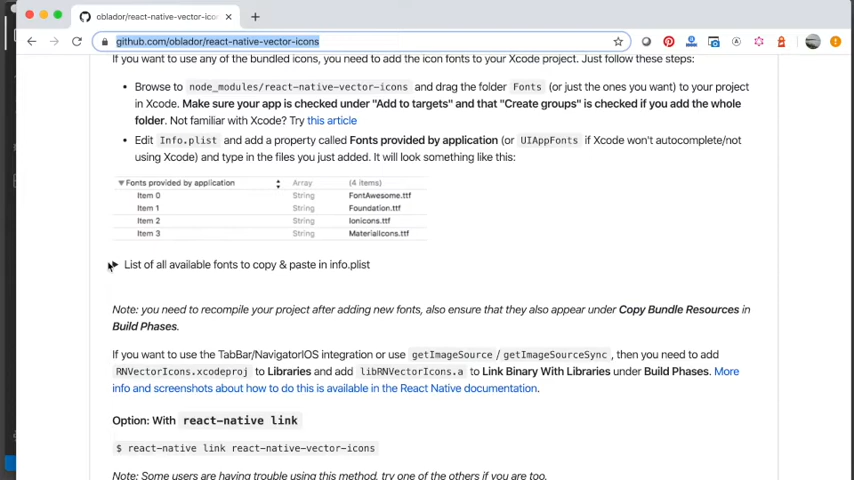 oblador/react-native-vector-ico
github.com/oblador/react-native-vector-icons
If you want to use any of the bundled icons, you need to add the icon fonts to your Xcode project. Just follow these steps:
• Browse to node_modules/react-native-vector-icons and drag the folder Fonts (or just the ones you want) to your project
in Xcode. Make sure your app is checked under "Add to targets" and that "Create groups" is checked if you add the whole
folder. Not familiar with Xcode? Try this article
• Edit Info.plist and add a property called Fonts provided by application (or UIAppFonts if Xcode won't autocomplete/not
using Xcode) and type in the files you just added. It will look something like this:
Fonts provided by application Array (4 items)
Item 0 String FontAwesome.ttf
Item 1 String Foundation.ttf
Item 2 String Ionicons.ttf
Item 3 String MaterialIcons.ttf
List of all available fonts to copy & paste in info.plist
Note: you need to recompile your project after adding new fonts, also ensure that they also appear under Copy Bundle Resources in
Build Phases.
If you want to use the TabBar/NavigatorIOS integration or use getImageSource / getImageSourceSync, then you need to add
RNVectorIcons.xcodeproj to Libraries and add libRNVectorIcons.a to Link Binary With Libraries under Build Phases. More
info and screenshots about how to do this is available in the React Native documentation.
Option: With react-native link
$ react-native link react-native-vector-icons
Note: Some users are having trouble using this method, try one of the others if you are too.